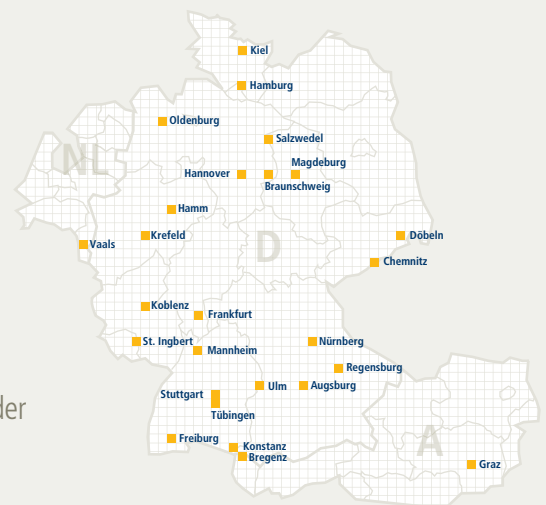 Kiel
Hamburg
Oldenburg
Salzwedel
NL
Magdeburg
Hannover
Braunschweig
Hamm
Krefeld
Döbeln
Vaals
D
Chemnitz
Koblenz
Frankfurt
St. Ingbert
Nürnberg
Mannheim
Regensburg
Ulm
Augsburg
Stuttgart
der
Tübingen
Freiburg
A
Konstanz
Bregenz
Graz